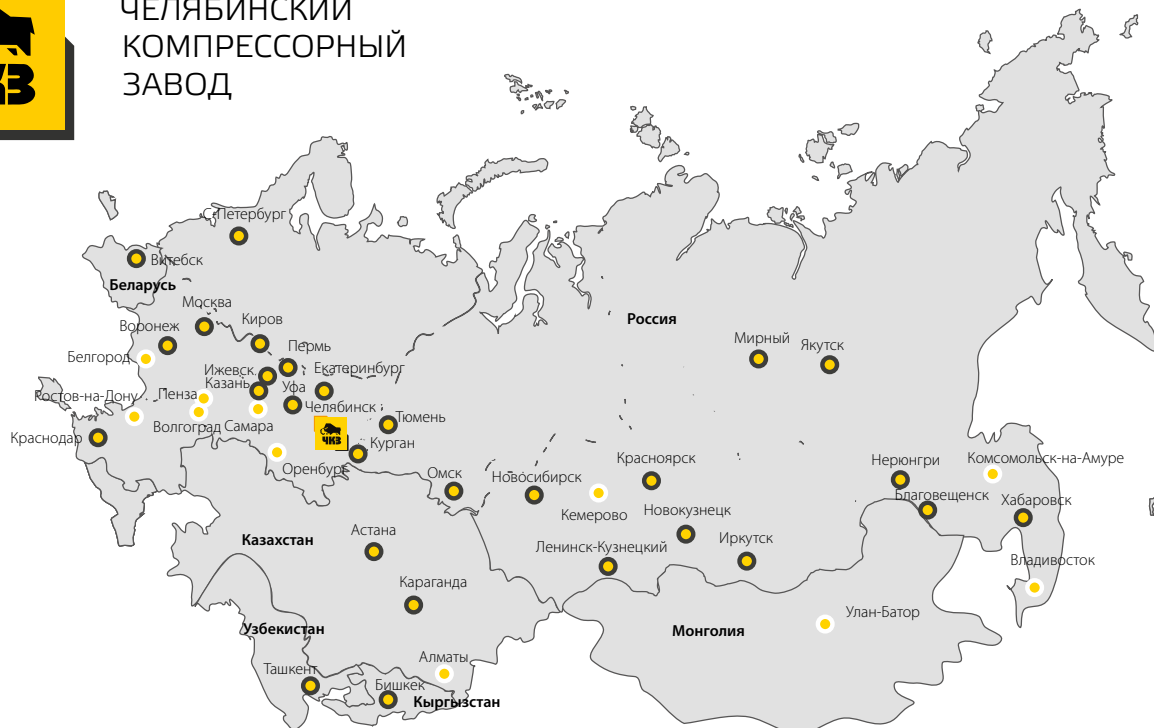 ЧЕЛЯБИНСКИЙ
КОМПРЕССОРНЫЙ
ЗАВОД
С-Петербург
Витебск
Беларусь
Москва
Киров
Воронеж
Россия
Мирный
Якутск
Пермь
Белгород
Ижевск
Екатеринбург
Казань
Уфа
Ростов-на-Дону
Пенза
Челябинск
Тюмень
Волгоград
Самара
Краснодар
ЧКЗ
Курган
Оренбург
Омск
Новосибирск
Красноярск
Нерюнгри
Комсомольск-на-Амуре
Благовещенск
Хабаровск
Кемерово
Новокузнецк
Астана
Казахстан
Ленинск-Кузнецкий
Иркутск
Владивосток
Караганда
Улан-Батор
Узбекистан
Монголия
Алматы
Ташкент
Бишкек
Кыргызстан